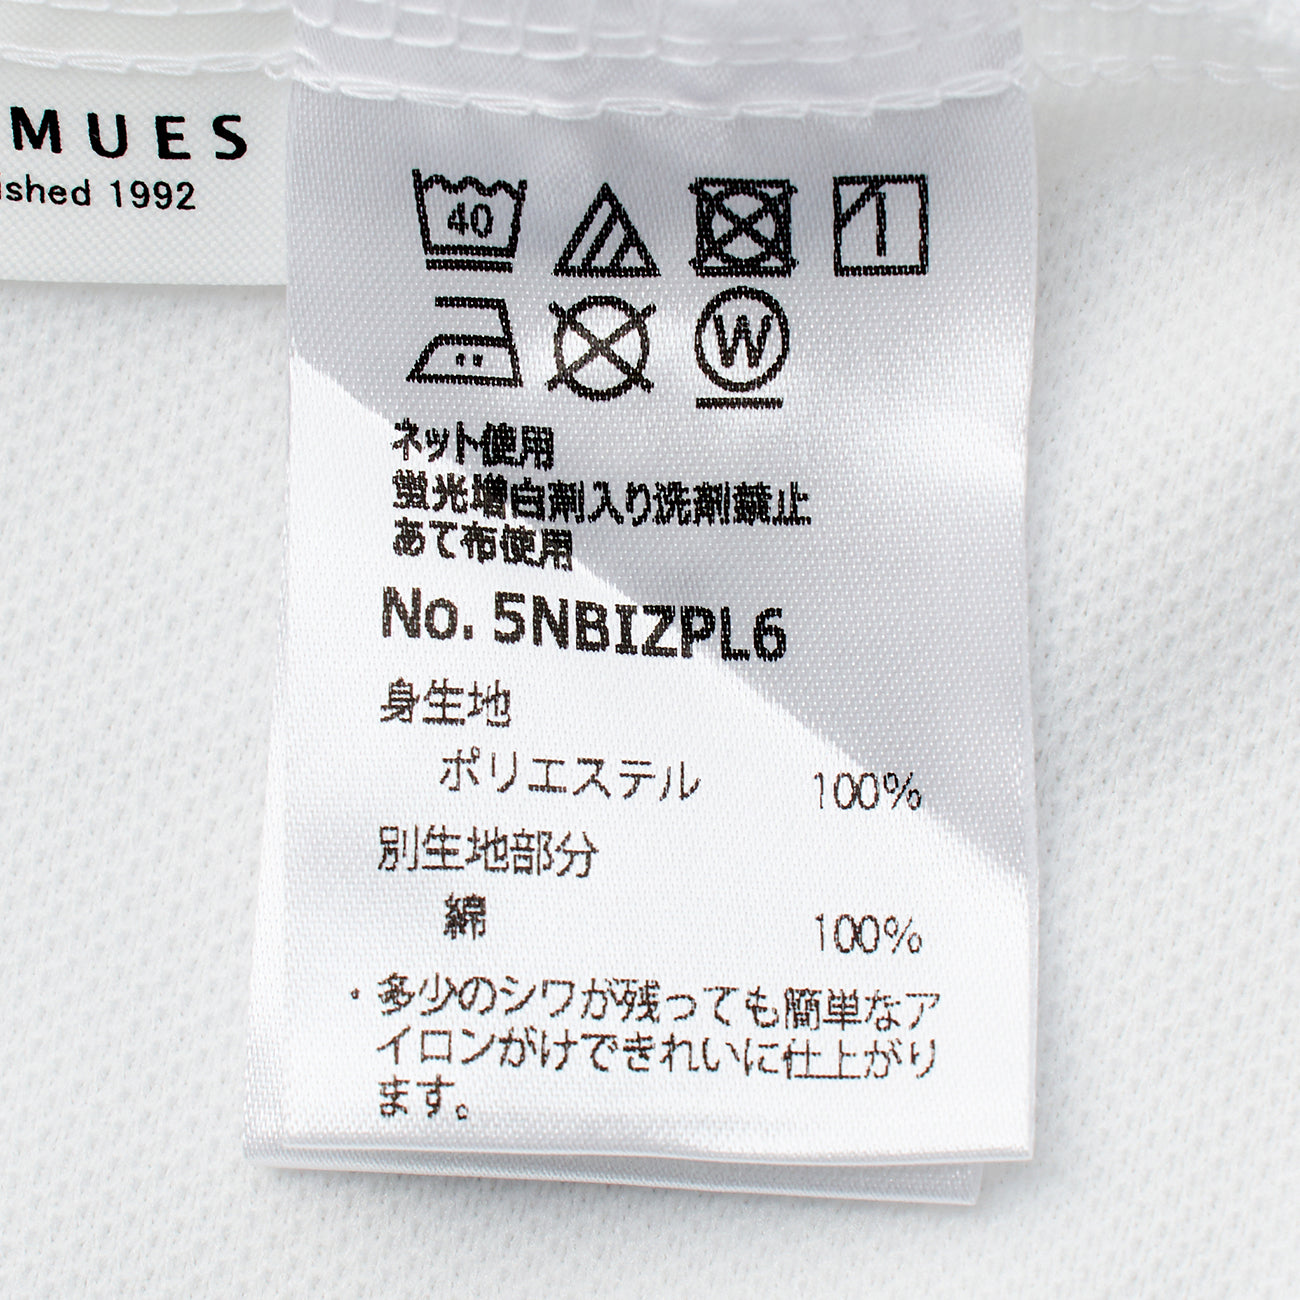 MUES
shed 1992
40
W
ネット使用
蛍光増白剤入り洗剤禁止
あて布使用
No. 5NBIZPL6
身生地
ポリエステル 100%
別生地部分
綿 100%
・多少のシワが残っても簡単なア
イロンがけできれいに仕上がり
ます。